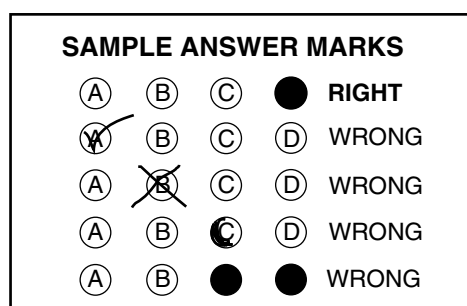 SAMPLE ANSWER MARKS
A B C RIGHT
A B C D WRONG
A B C D WRONG
A B C D WRONG
A B WRONG